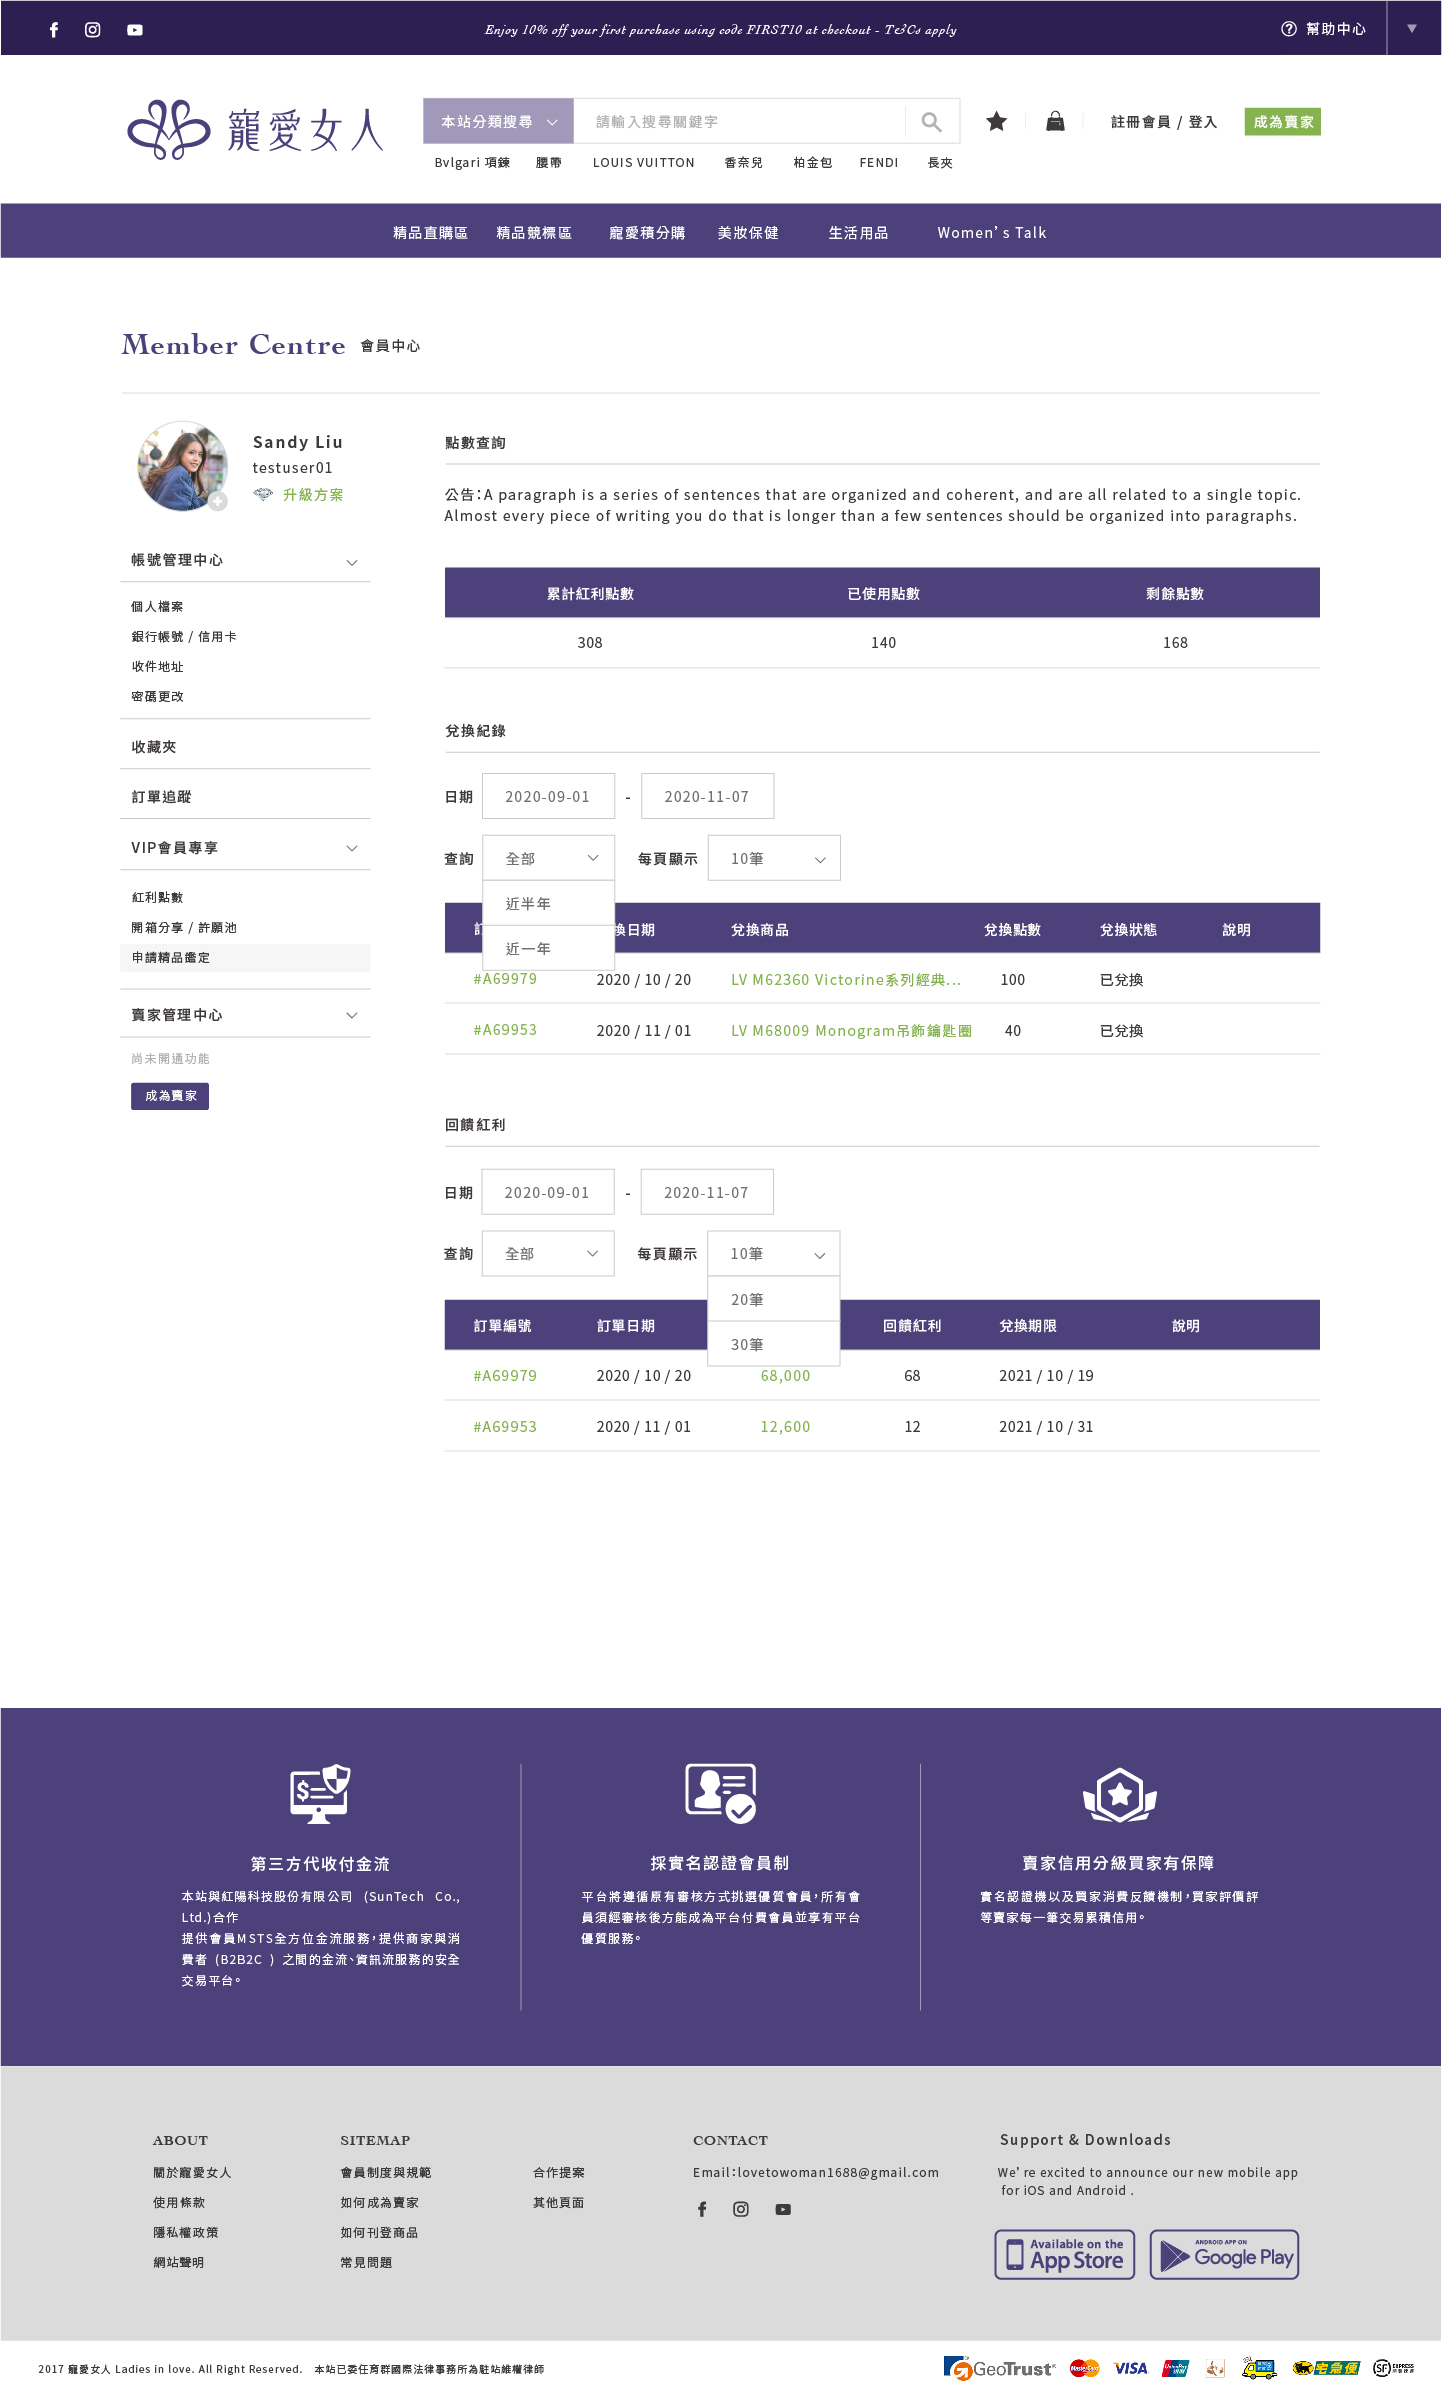 Enjoy 10% off your first purchase using code FIRST10 at checkout - T&Cs apply
幫助中心
寵愛女人
本站分類搜尋
請輸入搜尋關鍵字
註冊會員 / 登入
成為賣家
Bvlgari 項鍊 腰帶 LOUIS VUITTON 香奈兒 柏金包 FENDI 長夾
精品直購區 精品競標區 寵愛積分購 美妝保健 生活用品 Women's Talk
Member Centre 會員中心
Sandy Liu
testuser01
升級方案
帳號管理中心
個人檔案
銀行帳號 / 信用卡
收件地址
密碼更改
收藏夾
訂單追蹤
VIP會員專享
紅利點數
開箱分享 / 許願池
申請精品鑑定
賣家管理中心
尚未開通功能
成為賣家
點數查詢
公告：A paragraph is a series of sentences that are organized and coherent, and are all related to a single topic.
Almost every piece of writing you do that is longer than a few sentences should be organized into paragraphs.
累計紅利點數 已使用點數 剩餘點數
308 140 168
兌換紀錄
日期 2020-09-01 - 2020-11-07
查詢 全部 每頁顯示 10筆
近半年
近一年
換日期 兌換商品 兌換點數 兌換狀態 說明
#A69979 2020 / 10 / 20 LV M62360 Victorine系列經典... 100 已兌換
#A69953 2020 / 11 / 01 LV M68009 Monogram吊飾鑰匙圈 40 已兌換
回饋紅利
日期 2020-09-01 - 2020-11-07
查詢 全部 每頁顯示 10筆
20筆
30筆
訂單編號 訂單日期 回饋紅利 兌換期限 說明
#A69979 2020 / 10 / 20 68,000 68 2021 / 10 / 19
#A69953 2020 / 11 / 01 12,600 12 2021 / 10 / 31
第三方代收付金流
本站與紅陽科技股份有限公司 (SunTech Co.,
Ltd.)合作
提供會員MSTS全方位金流服務，提供商家與消
費者 (B2B2C ) 之間的金流、資訊流服務的安全
交易平台。
採實名認證會員制
平台將遵循原有審核方式挑選優質會員，所有會
員須經審核後方能成為平台付費會員並享有平台
優質服務。
賣家信用分級買家有保障
實名認證機以及買家消費反饋機制，買家評價評
等賣家每一筆交易累積信用。
ABOUT
關於寵愛女人
使用條款
隱私權政策
網站聲明
SITEMAP
會員制度與規範
如何成為賣家
如何刊登商品
常見問題
合作提案
其他頁面
CONTACT
Email：lovetowoman1688@gmail.com
Support & Downloads
We're excited to announce our new mobile app
for iOS and Android .
Available on the
App Store
ANDROID APP ON
Google Play
2017 寵愛女人 Ladies in love. All Right Reserved. 本站已委任育群國際法律事務所為駐站維權律師
GeoTrust
MasterCard
VISA
UnionPay
宅急便
SF EXPRESS